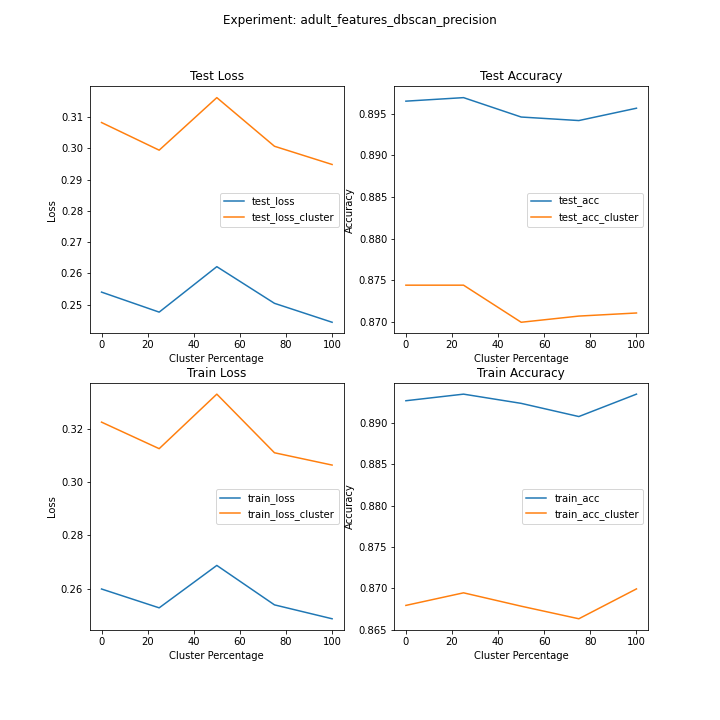 Experiment: adult_features_dbscan_precision
Test Loss
0.31
0.30
0.29
0.28
0.27
0.26
0.25
Loss
test_loss
test_loss_cluster
0 20 40 60 80 100
Cluster Percentage
Test Accuracy
0.895
0.890
0.885
0.880
0.875
0.870
Accuracy
test_acc
test_acc_cluster
0 20 40 60 80 100
Cluster Percentage
Train Loss
0.32
0.30
0.28
0.26
Loss
train_loss
train_loss_cluster
0 20 40 60 80 100
Cluster Percentage
Train Accuracy
0.890
0.885
0.880
0.875
0.870
0.865
Accuracy
train_acc
train_acc_cluster
0 20 40 60 80 100
Cluster Percentage